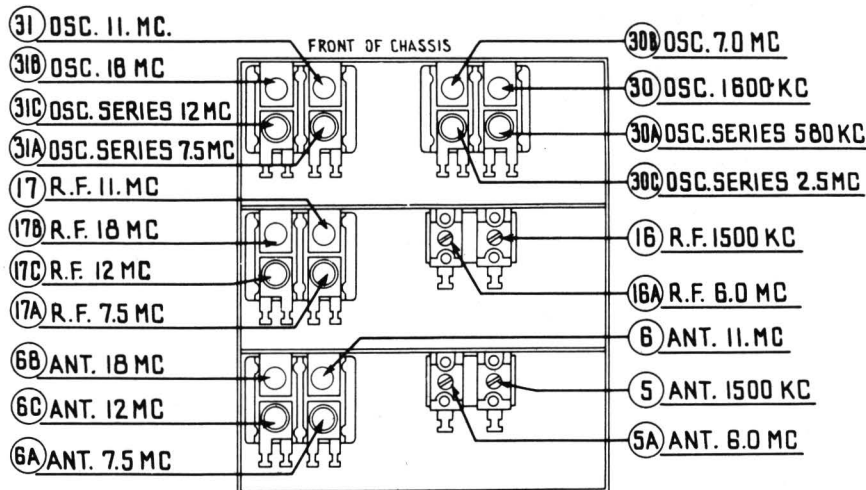 31 OSC. 11. MC.
31B OSC. 18 MC
31C OSC. SERIES 12 MC
31A OSC. SERIES 7.5 MC
17 R.F. 11. MC
17B R.F. 18 MC
17C R.F. 12 MC
17A R.F. 7.5 MC
6B ANT. 18 MC
6C ANT. 12 MC
6A ANT. 7.5 MC
FRONT OF CHASSIS
30B OSC. 7.0 MC
30 OSC. 1600 KC
30A OSC. SERIES 580 KC
30C OSC. SERIES 2.5 MC
16 R.F. 1500 KC
16A R.F. 6.0 MC
6 ANT. 11. MC
5 ANT. 1500 KC
5A ANT. 6.0 MC